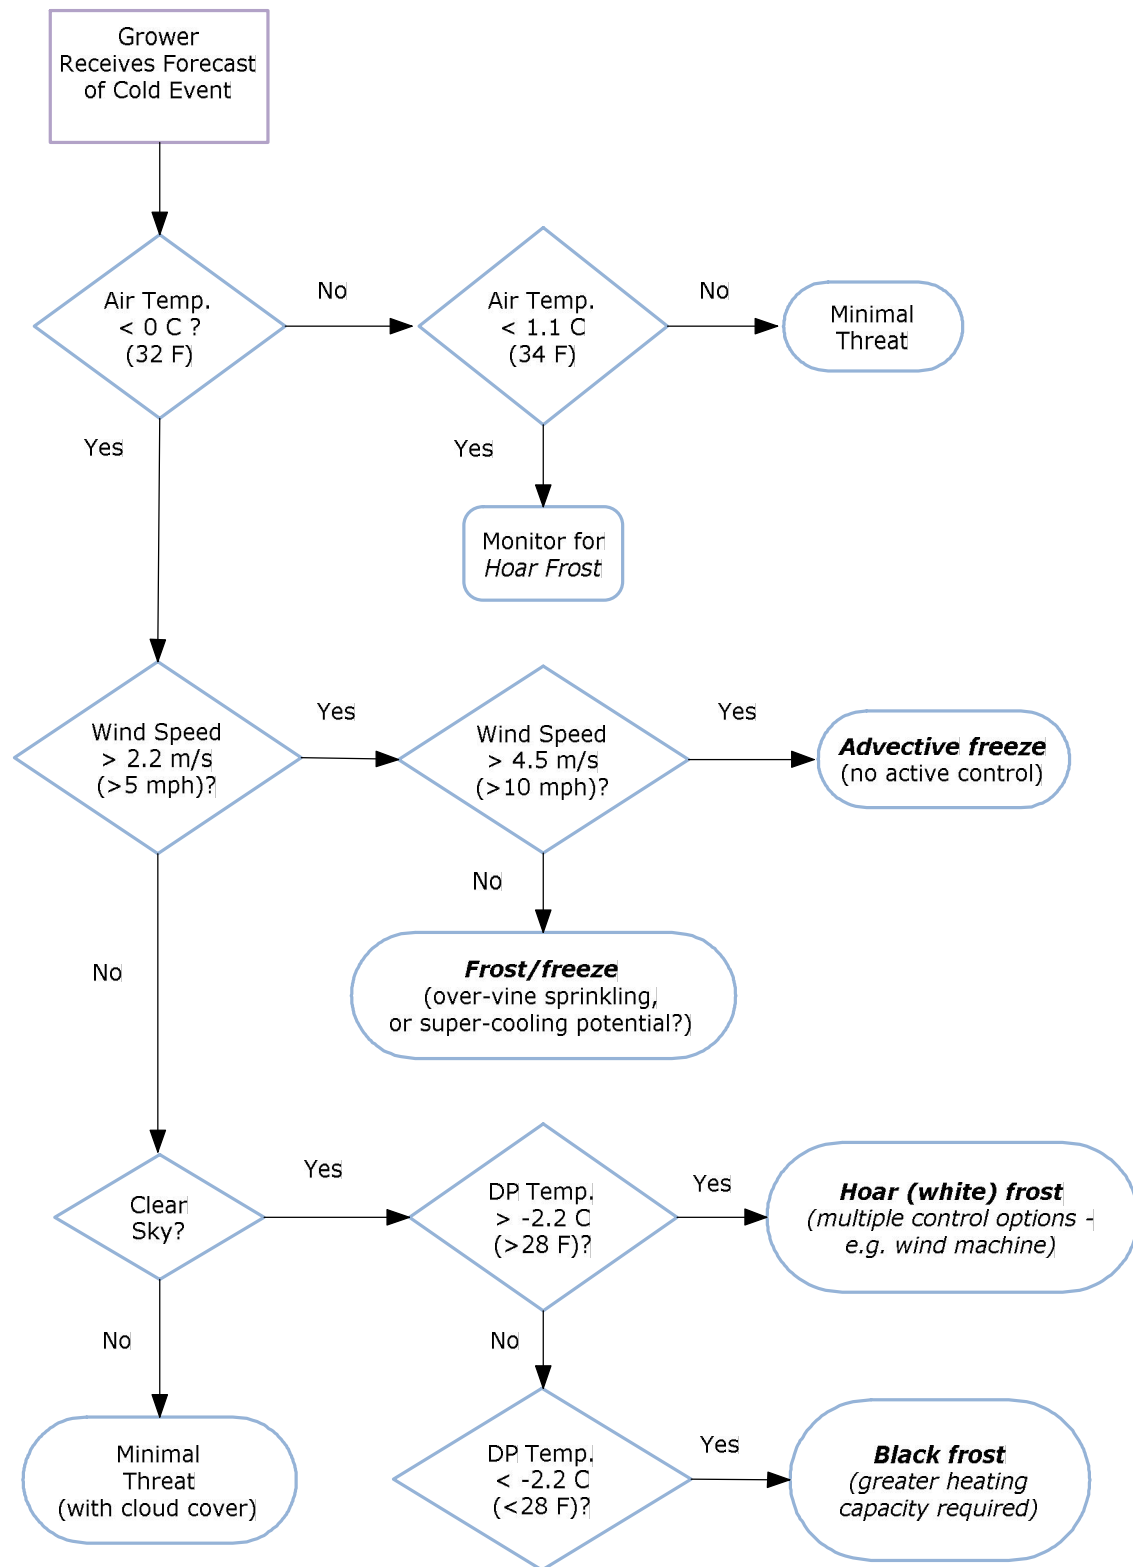 Grower
Receives Forecast
of Cold Event
Air Temp.
< 0 C ?
(32 F)
No
Air Temp.
< 1.1 C
(34 F)
No
Minimal
Threat
Yes
Yes
Monitor for
Hoar Frost
Wind Speed
> 2.2 m/s
(>5 mph)?
Yes
Wind Speed
> 4.5 m/s
(>10 mph)?
Yes
Advective freeze
(no active control)
No
No
Frost/freeze
(over-vine sprinkling,
or super-cooling potential?)
Clear
Sky?
Yes
DP Temp.
> -2.2 C
(>28 F)?
Yes
Hoar (white) frost
(multiple control options -
e.g. wind machine)
No
No
Minimal
Threat
(with cloud cover)
DP Temp.
< -2.2 C
(<28 F)?
Yes
Black frost
(greater heating
capacity required)